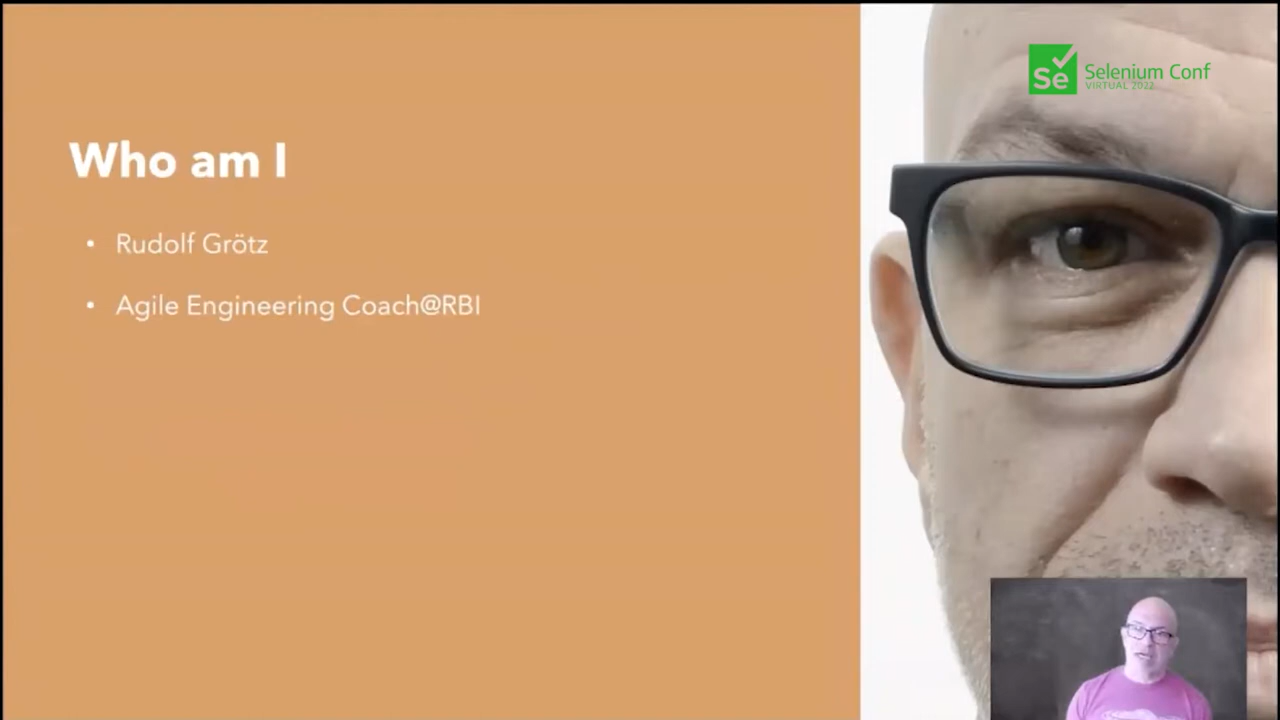 Se Selenium Conf
VIRTUAL 2022
Who am I
• Rudolf Grötz
• Agile Engineering Coach@RBI